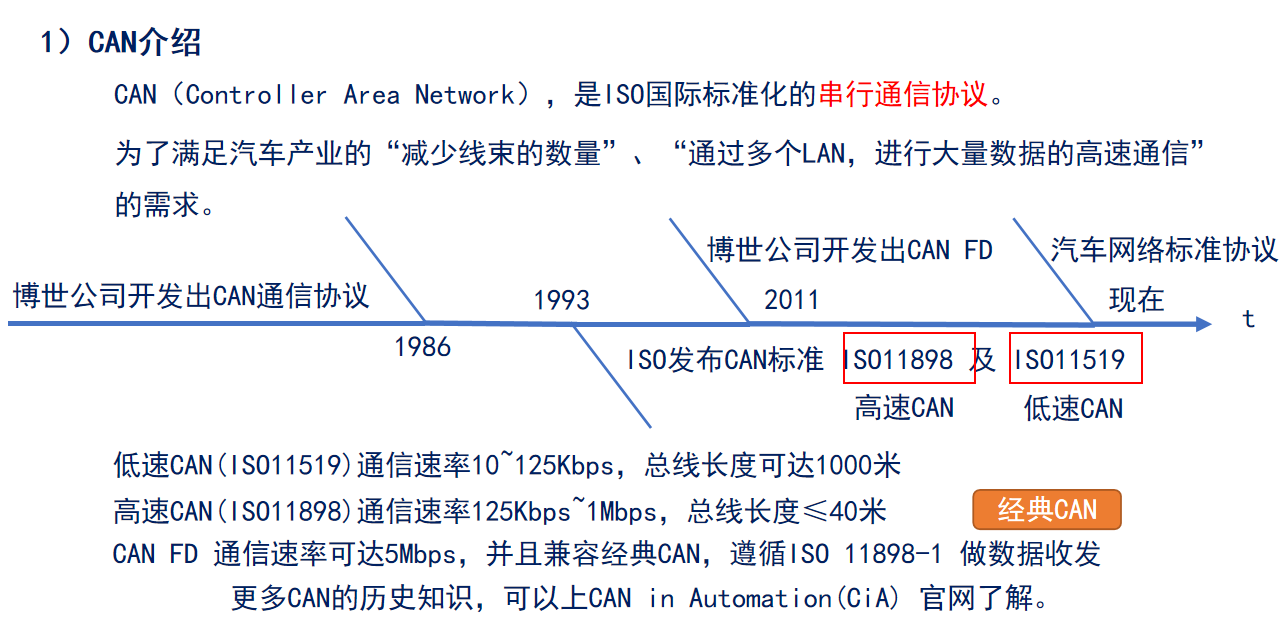 1）CAN介绍
CAN（Controller Area Network），是ISO国际标准化的串行通信协议。
为了满足汽车产业的“减少线束的数量”、“通过多个LAN，进行大量数据的高速通信”
的需求。
博世公司开发出CAN FD
汽车网络标准协议
博世公司开发出CAN通信协议
1993
2011
现在
t
1986
ISO发布CAN标准 ISO11898 及 ISO11519
高速CAN
低速CAN
低速CAN(ISO11519)通信速率10~125Kbps，总线长度可达1000米
高速CAN(ISO11898)通信速率125Kbps~1Mbps，总线长度≤40米
经典CAN
CAN FD 通信速率可达5Mbps，并且兼容经典CAN，遵循ISO 11898-1 做数据收发
更多CAN的历史知识，可以上CAN in Automation(CiA) 官网了解。